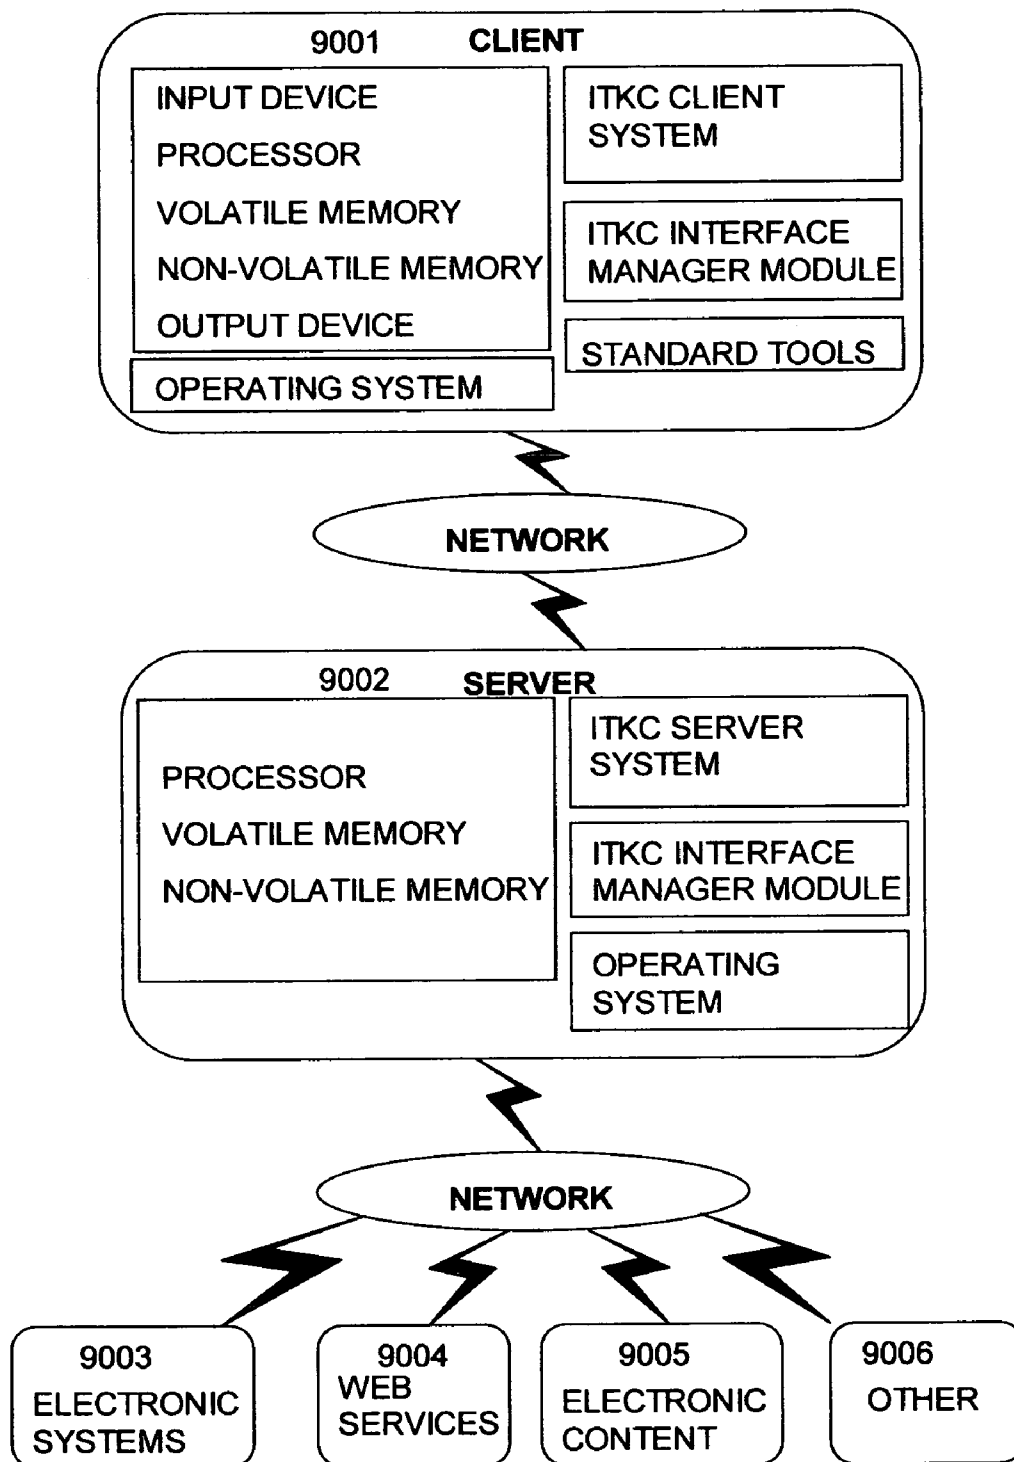 9001 CLIENT
INPUT DEVICE
PROCESSOR
VOLATILE MEMORY
NON-VOLATILE MEMORY
OUTPUT DEVICE
OPERATING SYSTEM
ITKC CLIENT
SYSTEM
ITKC INTERFACE
MANAGER MODULE
STANDARD TOOLS
NETWORK
9002 SERVER
PROCESSOR
VOLATILE MEMORY
NON-VOLATILE MEMORY
ITKC SERVER
SYSTEM
ITKC INTERFACE
MANAGER MODULE
OPERATING
SYSTEM
NETWORK
9003
ELECTRONIC
SYSTEMS
9004
WEB
SERVICES
9005
ELECTRONIC
CONTENT
9006
OTHER